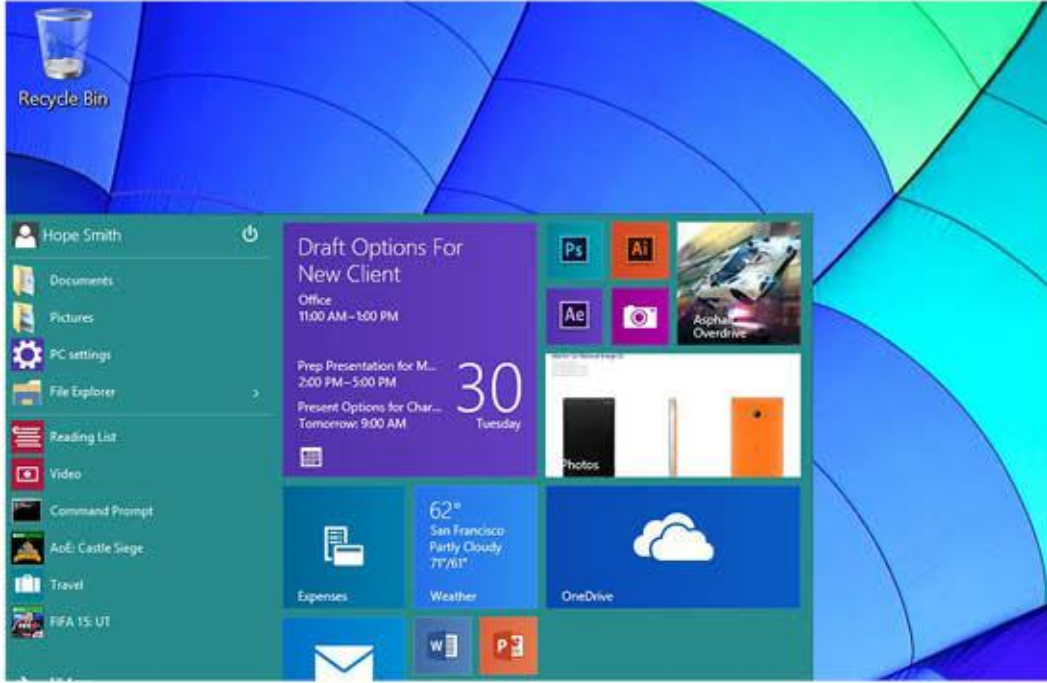 Recycle Bin
Hope Smith
Documents
Pictures
PC settings
File Explorer
Reading List
Video
Command Prompt
AoE: Castle Siege
Travel
FIFA 15: UT
Draft Options For
New Client
Office
11:00 AM–1:00 PM
Prep Presentation for M...
2:00 PM–5:00 PM
Present Options for Char...
Tomorrow: 9:00 AM
30
Tuesday
Ps
Ai
Ae
Asphalt
Overdrive
Photos
Expenses
62°
San Francisco
Partly Cloudy
71°/61°
Weather
OneDrive
W
P